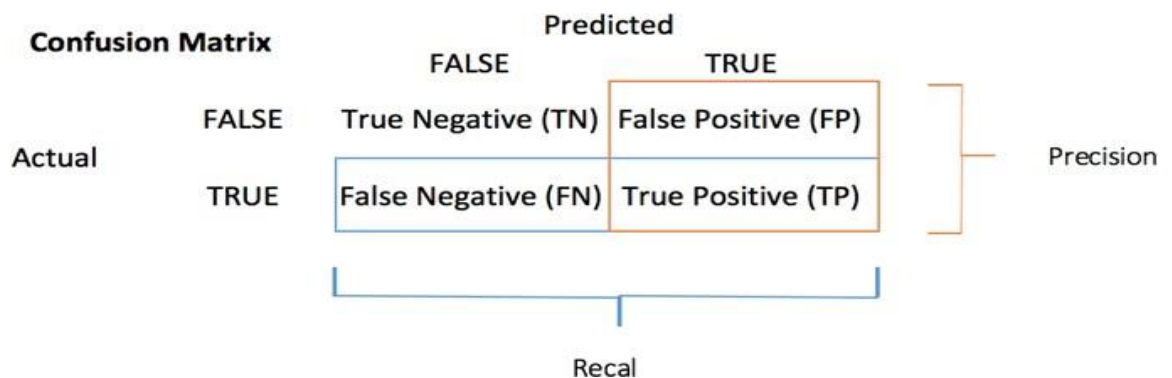 Confusion Matrix
Predicted
FALSE TRUE
FALSE True Negative (TN) False Positive (FP)
Actual
Precision
TRUE False Negative (FN) True Positive (TP)
Recal